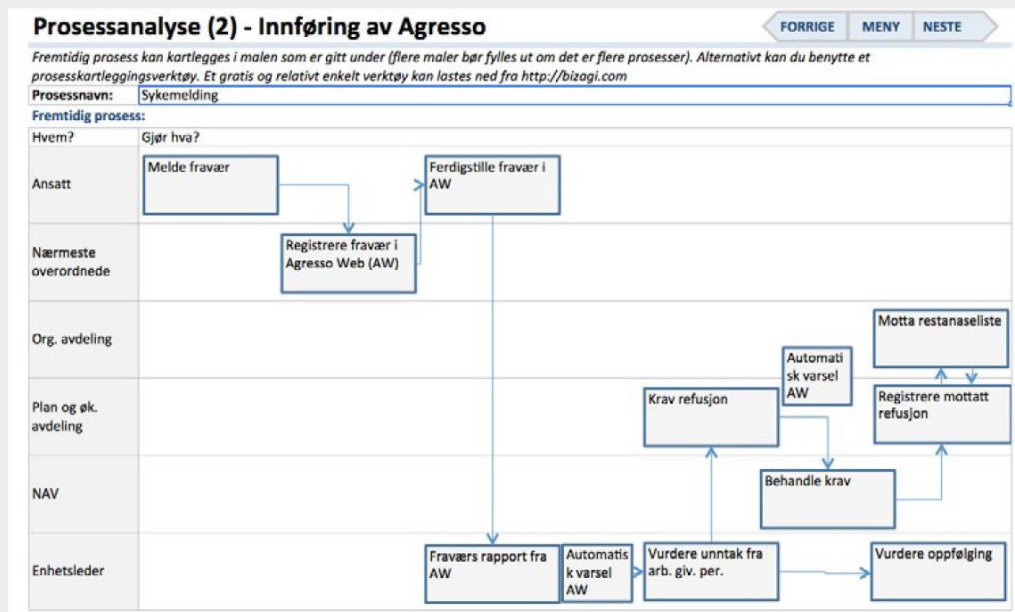 Prosessanalyse (2) - Innføring av Agresso
FORRIGE
MENY
NESTE
Fremtidig prosess kan kartlegges i malen som er gitt under (flere maler bør fylles ut om det er flere prosesser). Alternativt kan du benytte et
prosesskartleggingsverktøy. Et gratis og relativt enkelt verktøy kan lastes ned fra http://bizagi.com
Prosessnavn:
Sykemelding
Fremtidig prosess:
Hvem?
Gjør hva?
Ansatt
Melde fravær
Ferdigstille fravær i
AW
Nærmeste
overordnede
Registrere fravær i
Agresso Web (AW)
Org. avdeling
Motta restanaseliste
Automati
sk varsel
AW
Plan og øk.
avdeling
Krav refusjon
Registrere mottatt
refusjon
NAV
Behandle krav
Enhetsleder
Fraværs rapport fra
AW
Automatis
k varsel
AW
Vurdere unntak fra
arb. giv. per.
Vurdere oppfølging